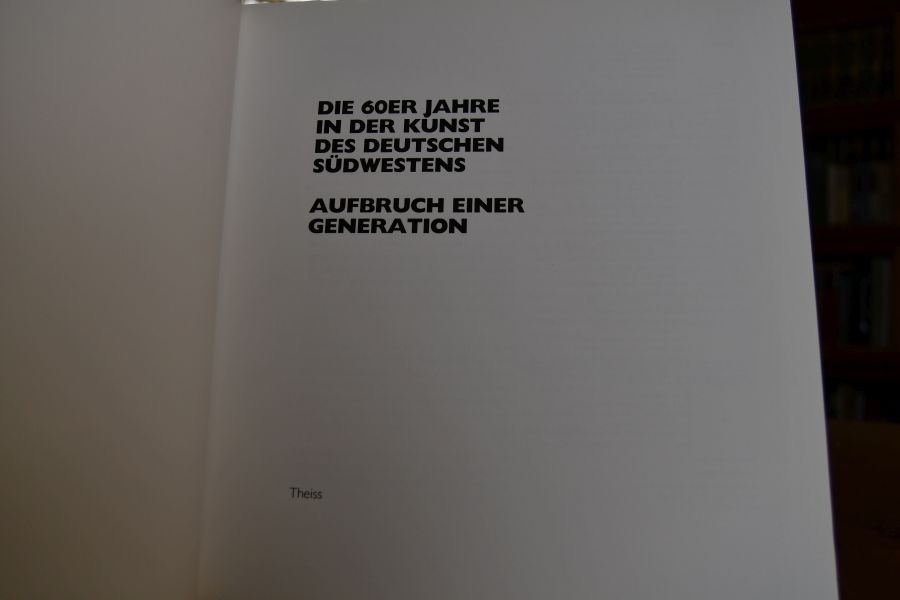 DIE 60ER JAHRE
IN DER KUNST
DES DEUTSCHEN
SÜDWESTENS
AUFBRUCH EINER
GENERATION
Theiss